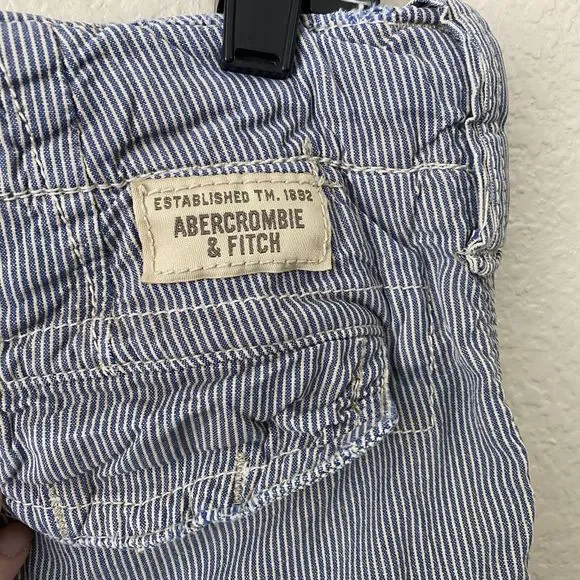 ESTABLISHED TM. 1892
ABERCROMBIE
& FITCH